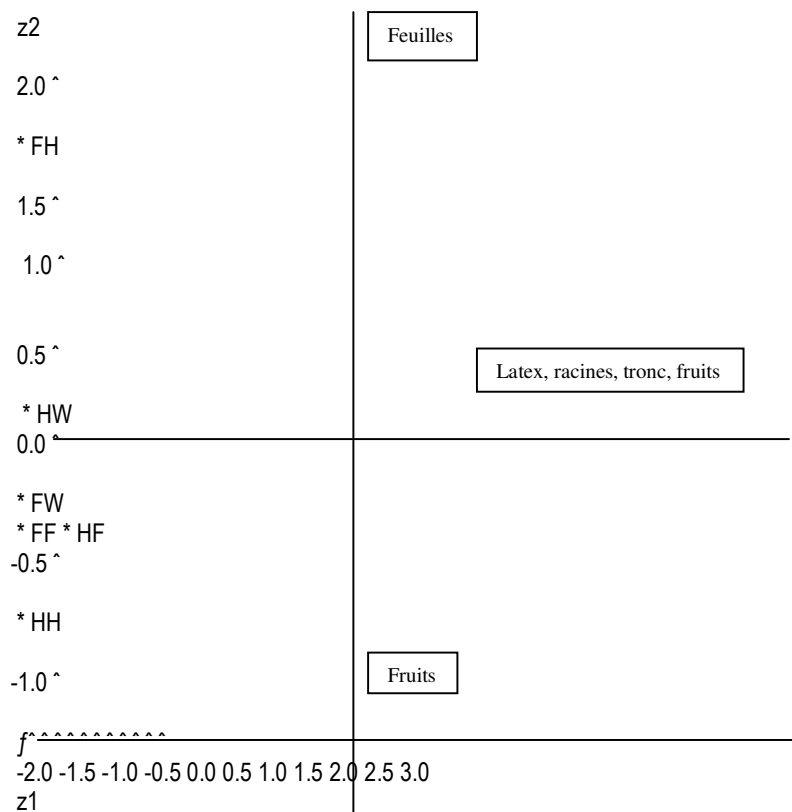 z2
Feuilles
2.0 ˆ
* FH
1.5 ˆ
1.0 ˆ
0.5 ˆ
Latex, racines, tronc, fruits
* HW
0.0 ˆ
* FW
* FF * HF
-0.5 ˆ
* HH
-1.0 ˆ
Fruits
ƒˆ ˆ ˆ ˆ ˆ ˆ ˆ ˆ ˆ ˆ ˆ
-2.0 -1.5 -1.0 -0.5 0.0 0.5 1.0 1.5 2.0 2.5 3.0
z1